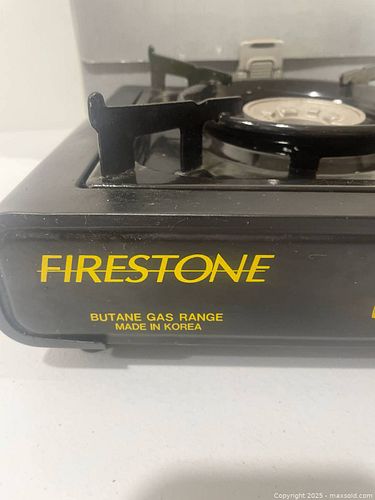 FIRESTONE
BUTANE GAS RANGE
MADE IN KOREA
Copyright 2025 - maxsold.com